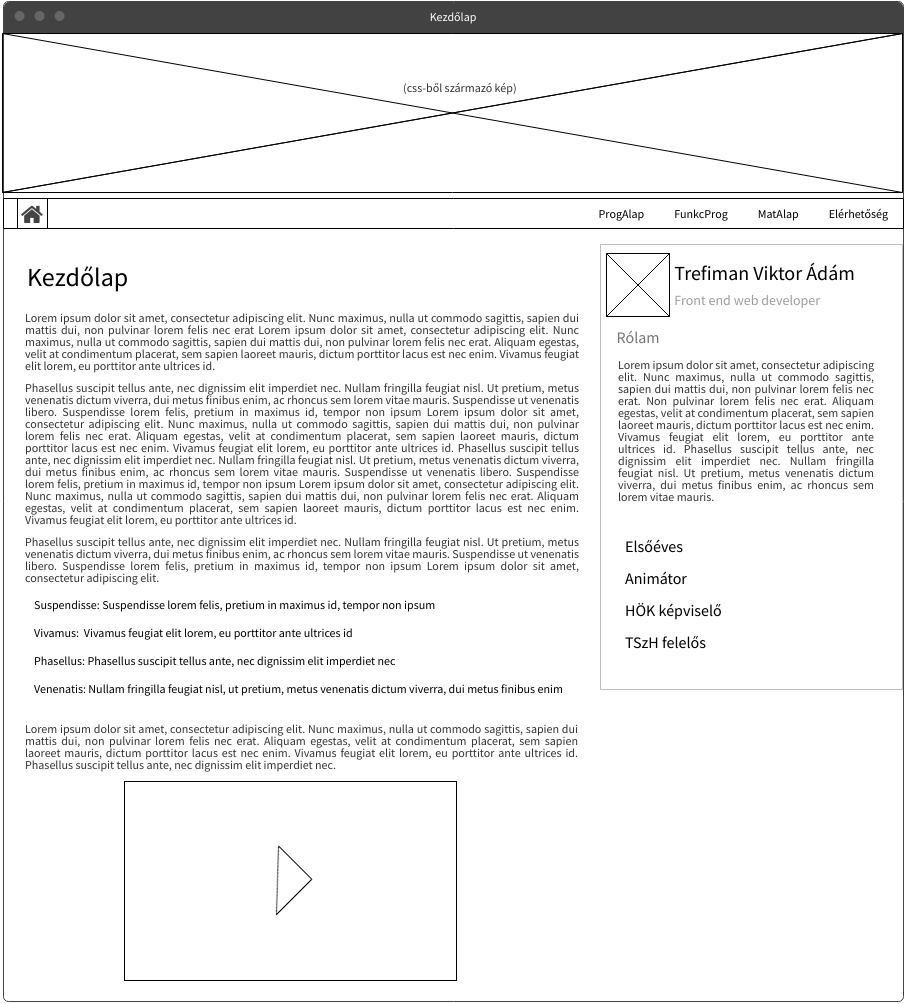 Kezdőlap
(css-ből származó kép)
ProgAlap FunkcProg MatAlap Elérhetőség
Kezdőlap
Lorem ipsum dolor sit amet, consectetur adipiscing elit. Nunc maximus, nulla ut commodo sagittis, sapien dui
mattis dui, non pulvinar lorem felis nec erat Lorem ipsum dolor sit amet, consectetur adipiscing elit. Nunc
maximus, nulla ut commodo sagittis, sapien dui mattis dui, non pulvinar lorem felis nec erat. Aliquam egestas,
velit at condimentum placerat, sem sapien laoreet mauris, dictum porttitor lacus est nec enim. Vivamus feugiat
elit lorem, eu porttitor ante ultrices id.
Phasellus suscipit tellus ante, nec dignissim elit imperdiet nec. Nullam fringilla feugiat nisl. Ut pretium, metus
venenatis dictum viverra, dui metus finibus enim, ac rhoncus sem lorem vitae mauris. Suspendisse ut venenatis
libero. Suspendisse lorem felis, pretium in maximus id, tempor non ipsum Lorem ipsum dolor sit amet,
consectetur adipiscing elit. Nunc maximus, nulla ut commodo sagittis, sapien dui mattis dui, non pulvinar
lorem felis nec erat. Aliquam egestas, velit at condimentum placerat, sem sapien laoreet mauris, dictum
porttitor lacus est nec enim. Vivamus feugiat elit lorem, eu porttitor ante ultrices id. Phasellus suscipit tellus
ante, nec dignissim elit imperdiet nec. Nullam fringilla feugiat nisl. Ut pretium, metus venenatis dictum viverra,
dui metus finibus enim, ac rhoncus sem lorem vitae mauris. Suspendisse ut venenatis libero. Suspendisse
lorem felis, pretium in maximus id, tempor non ipsum Lorem ipsum dolor sit amet, consectetur adipiscing elit.
Nunc maximus, nulla ut commodo sagittis, sapien dui mattis dui, non pulvinar lorem felis nec erat. Aliquam
egestas, velit at condimentum placerat, sem sapien laoreet mauris, dictum porttitor lacus est nec enim.
Vivamus feugiat elit lorem, eu porttitor ante ultrices id.
Phasellus suscipit tellus ante, nec dignissim elit imperdiet nec. Nullam fringilla feugiat nisl. Ut pretium, metus
venenatis dictum viverra, dui metus finibus enim, ac rhoncus sem lorem vitae mauris. Suspendisse ut venenatis
libero. Suspendisse lorem felis, pretium in maximus id, tempor non ipsum Lorem ipsum dolor sit amet,
consectetur adipiscing elit.
Suspendisse: Suspendisse lorem felis, pretium in maximus id, tempor non ipsum
Vivamus: Vivamus feugiat elit lorem, eu porttitor ante ultrices id
Phasellus: Phasellus suscipit tellus ante, nec dignissim elit imperdiet nec
Venenatis: Nullam fringilla feugiat nisl, ut pretium, metus venenatis dictum viverra, dui metus finibus enim
Lorem ipsum dolor sit amet, consectetur adipiscing elit. Nunc maximus, nulla ut commodo sagittis, sapien dui
mattis dui, non pulvinar lorem felis nec erat. Aliquam egestas, velit at condimentum placerat, sem sapien
laoreet mauris, dictum porttitor lacus est nec enim. Vivamus feugiat elit lorem, eu porttitor ante ultrices id.
Phasellus suscipit tellus ante, nec dignissim elit imperdiet nec.
Trefiman Viktor Ádám
Front end web developer
Rólam
Lorem ipsum dolor sit amet, consectetur adipiscing
elit. Nunc maximus, nulla ut commodo sagittis,
sapien dui mattis dui, non pulvinar lorem felis nec
erat. Non pulvinar lorem felis nec erat. Aliquam
egestas, velit at condimentum placerat, sem sapien
laoreet mauris, dictum porttitor lacus est nec enim.
Vivamus feugiat elit lorem, eu porttitor ante
ultrices id. Phasellus suscipit tellus ante, nec
dignissim elit imperdiet nec. Nullam fringilla
feugiat nisl. Ut pretium, metus venenatis dictum
viverra, dui metus finibus enim, ac rhoncus sem
lorem vitae mauris.
Elsőéves
Animátor
HÖK képviselő
TSzH felelős